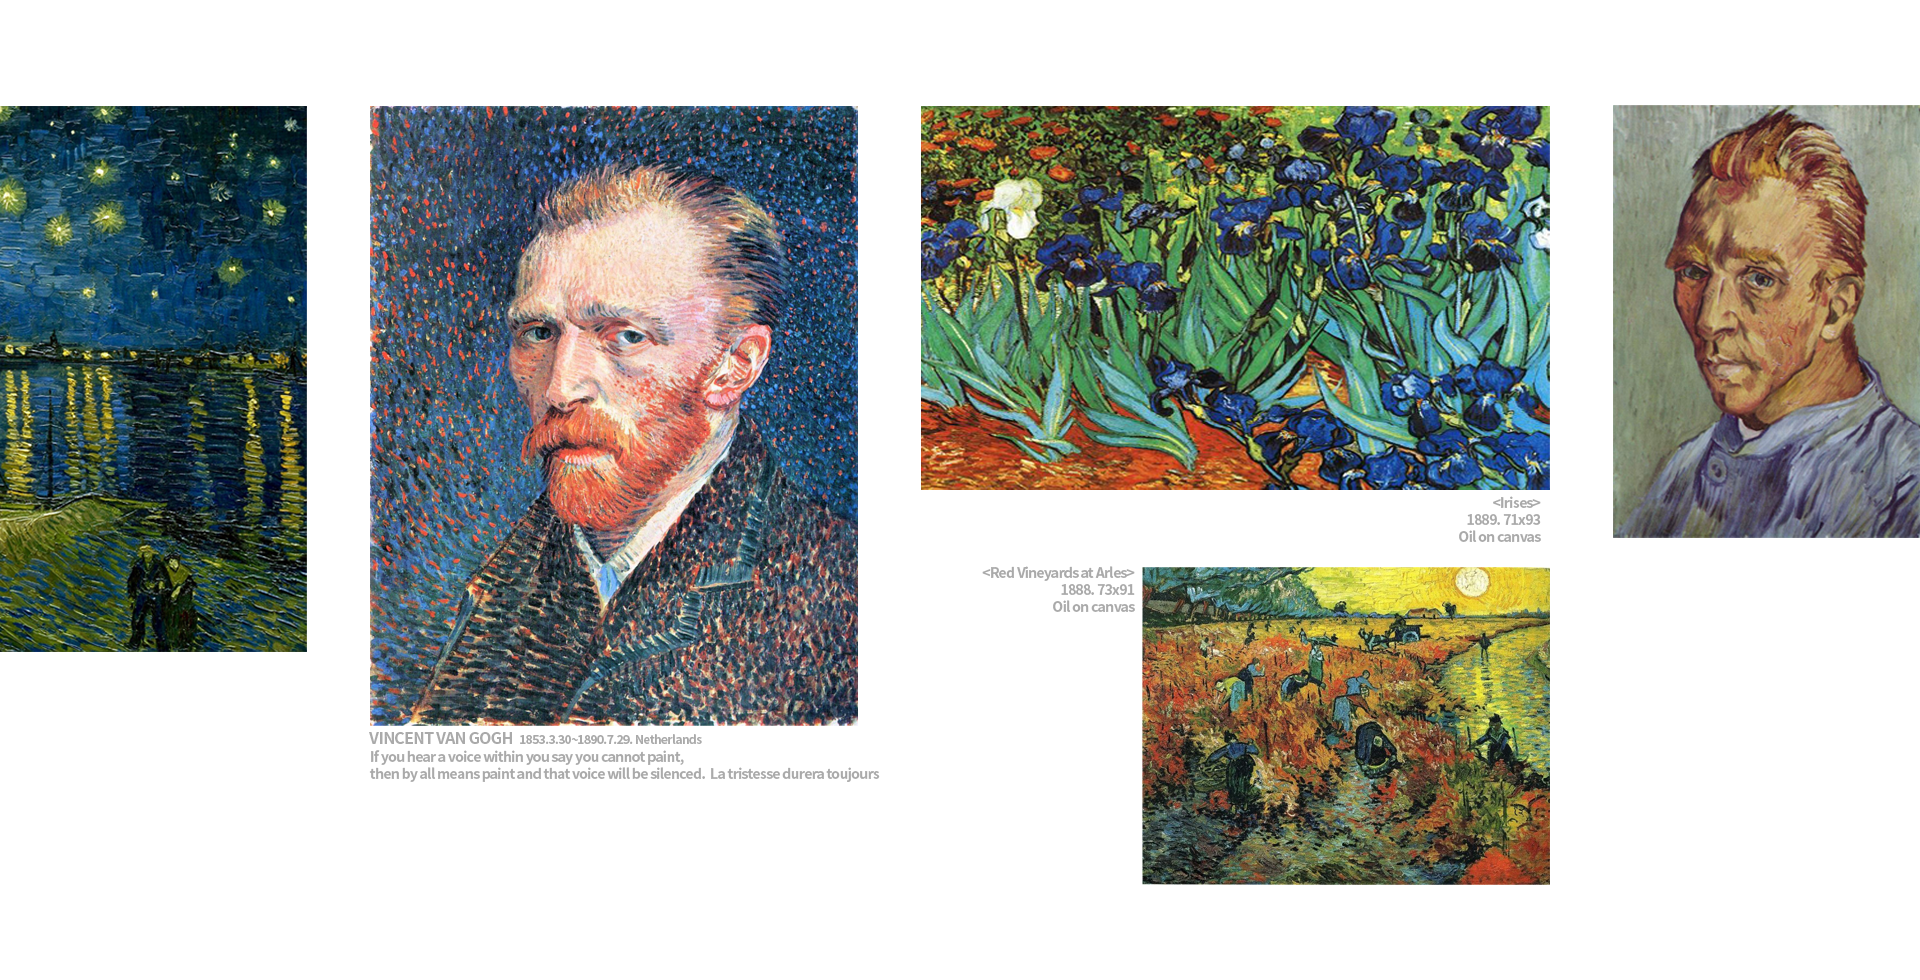 VINCENT VAN GOGH 1853.3.30~1890.7.29. Netherlands
If you hear a voice within you say you cannot paint,
then by all means paint and that voice will be silenced. La tristesse durera toujours
<Irises>
1889. 71x93
Oil on canvas
<Red Vineyards at Arles>
1888. 73x91
Oil on canvas